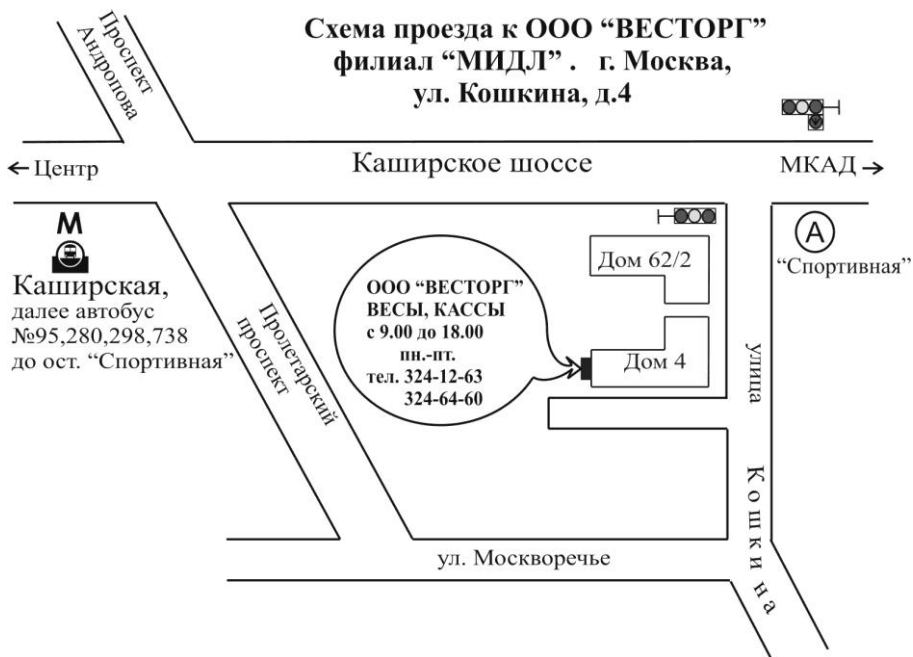 Схема проезда к ООО “ВЕСТОРГ”
филиал “МИДЛ” . г. Москва,
ул. Кошкина, д.4
Проспект
Андропова
← Центр
Каширское шоссе
МКАД →
М
Каширская,
далее автобус
№95,280,298,738
до ост. “Спортивная”
А
“Спортивная”
Дом 62/2
ООО “ВЕСТОРГ”
ВЕСЫ, КАССЫ
с 9.00 до 18.00
пн.-пт.
тел. 324-12-63
324-64-60
Дом 4
Пролетарский
проспект
улица Кошкина
ул. Москворечье